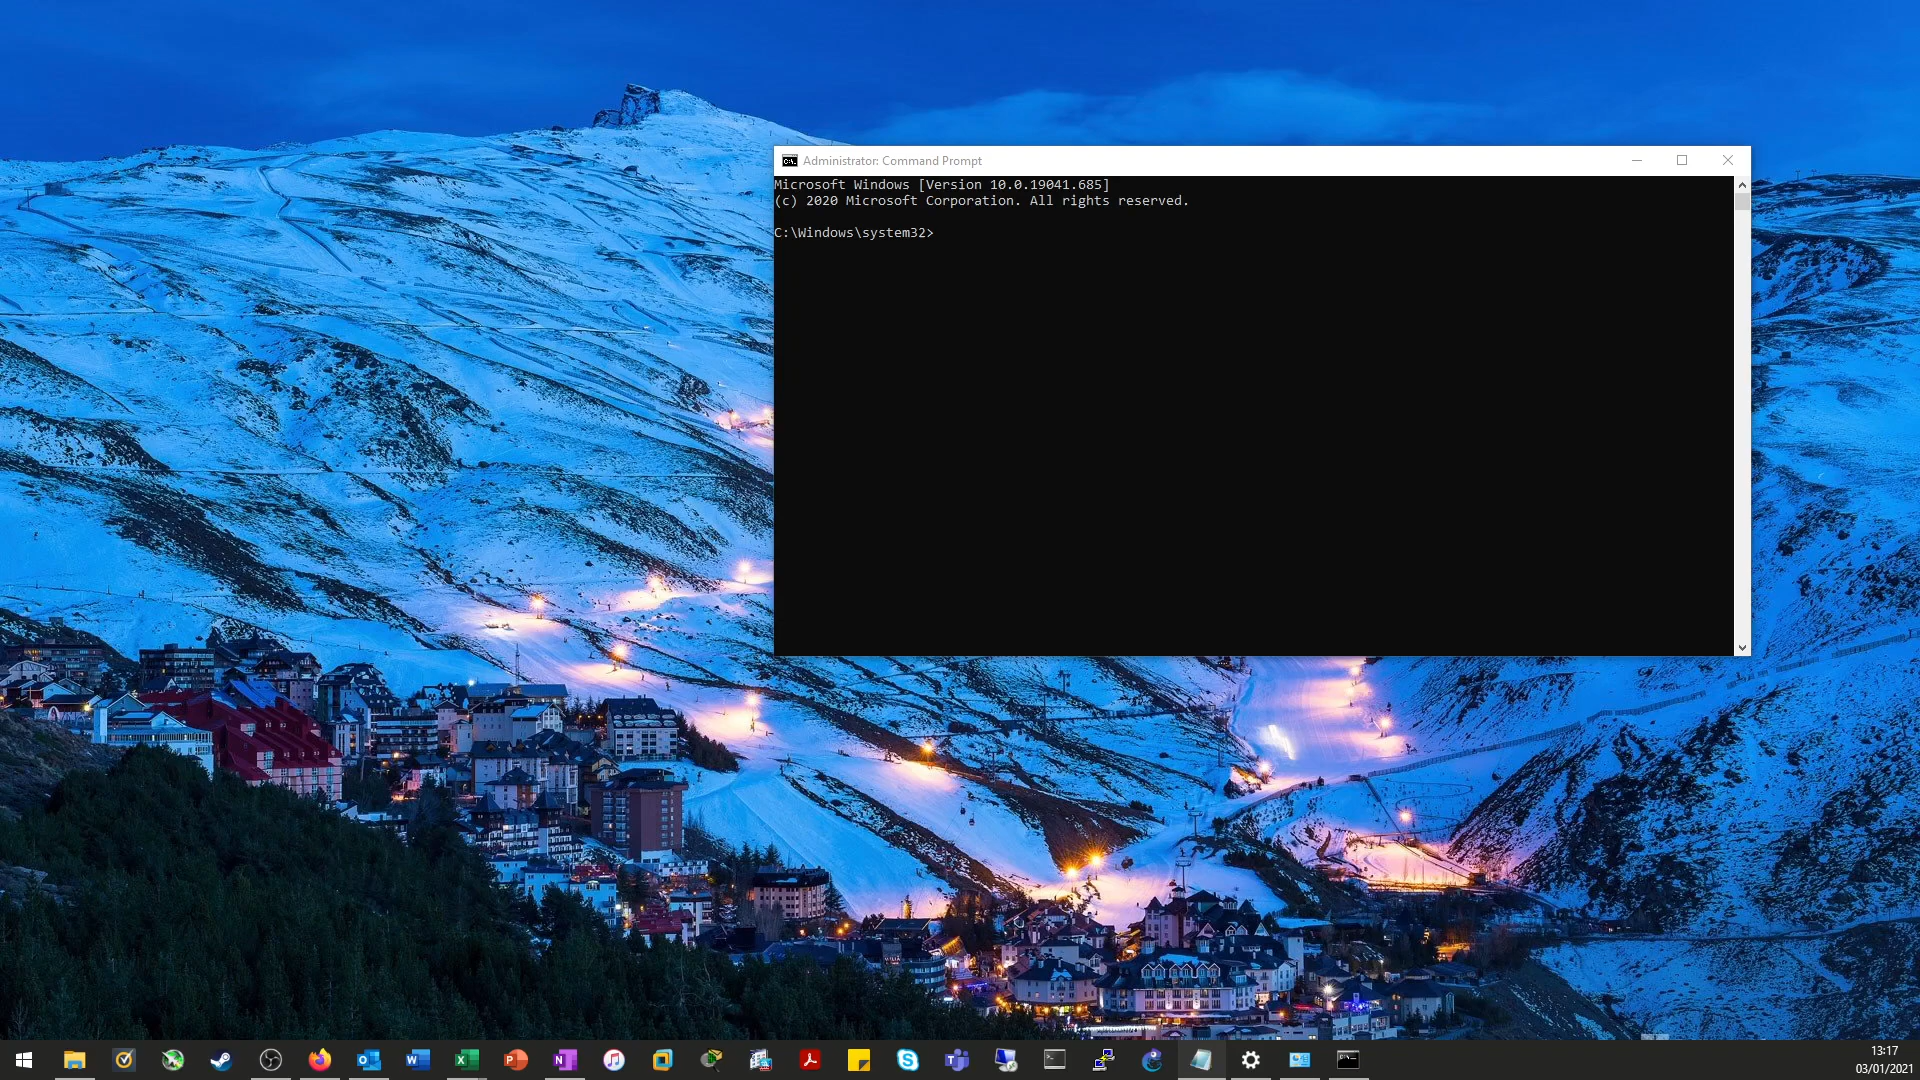 Administrator: Command Prompt
Microsoft Windows [Version 10.0.19041.685]
(c) 2020 Microsoft Corporation. All rights reserved.
C:\Windows\system32>
13:17
03/01/2021